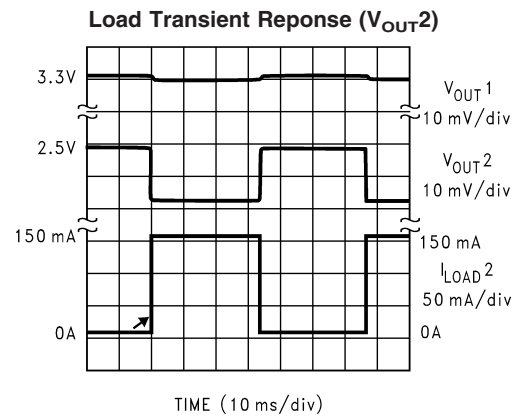 Load Transient Reponse (VOUT2)
3.3V
VOUT1
10 mV/div
2.5V
VOUT2
10 mV/div
150 mA
150 mA
ILOAD2
50 mA/div
0A
0A
TIME (10 ms/div)